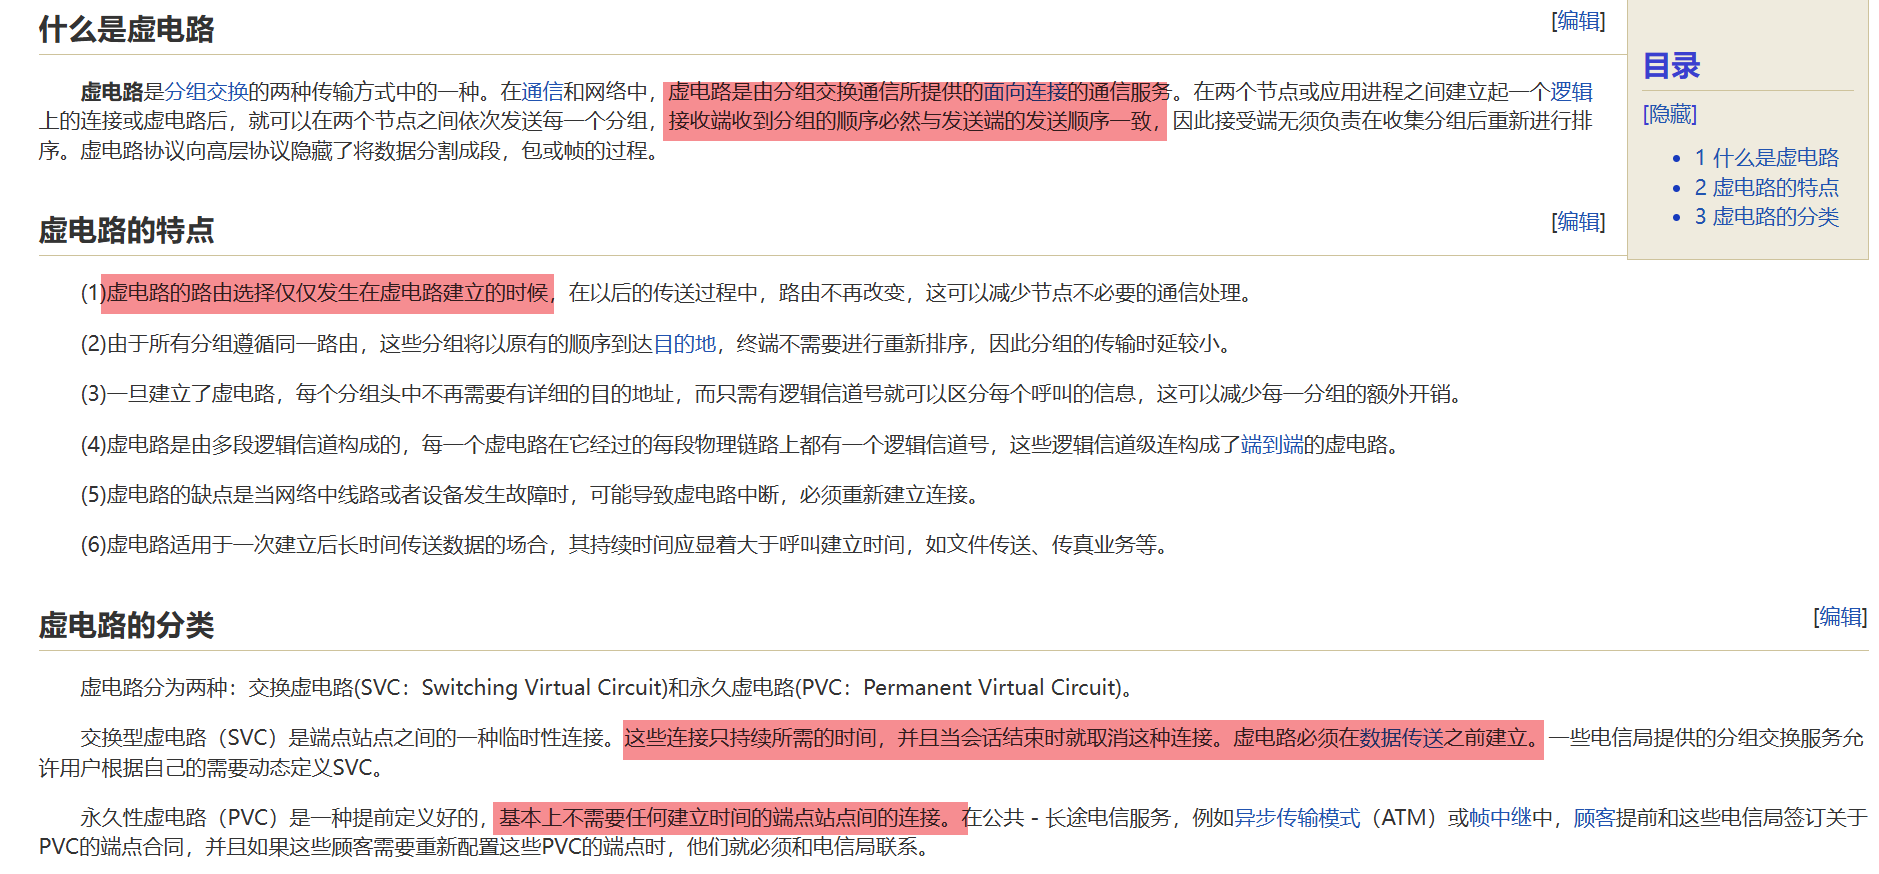 什么是虚电路
[编辑]
虚电路是分组交换的两种传输方式中的一种。在通信和网络中，虚电路是由分组交换通信所提供的面向连接的通信服务。在两个节点或应用进程之间建立起一个逻辑
上的连接或虚电路后，就可以在两个节点之间依次发送每一个分组，接收端收到分组的顺序必然与发送端的发送顺序一致，因此接受端无须负责在收集分组后重新进行排
序。虚电路协议向高层协议隐藏了将数据分割成段，包或帧的过程。
目录
[隐藏]
1 什么是虚电路
2 虚电路的特点
3 虚电路的分类
虚电路的特点
[编辑]
(1)虚电路的路由选择仅仅发生在虚电路建立的时候，在以后的传送过程中，路由不再改变，这可以减少节点不必要的通信处理。
(2)由于所有分组遵循同一路由，这些分组将以原有的顺序到达目的地，终端不需要进行重新排序，因此分组的传输时延较小。
(3)一旦建立了虚电路，每个分组头中不再需要有详细的目的地址，而只需有逻辑信道号就可以区分每个呼叫的信息，这可以减少每一分组的额外开销。
(4)虚电路是由多段逻辑信道构成的，每一个虚电路在它经过的每段物理链路上都有一个逻辑信道号，这些逻辑信道级连构成了端到端的虚电路。
(5)虚电路的缺点是当网络中线路或者设备发生故障时，可能导致虚电路中断，必须重新建立连接。
(6)虚电路适用于一次建立后长时间传送数据的场合，其持续时间应显着大于呼叫建立时间，如文件传送、传真业务等。
虚电路的分类
[编辑]
虚电路分为两种：交换虚电路(SVC：Switching Virtual Circuit)和永久虚电路(PVC：Permanent Virtual Circuit)。
交换型虚电路（SVC）是端点站点之间的一种临时性连接。这些连接只持续所需的时间，并且当会话结束时就取消这种连接。虚电路必须在数据传送之前建立。一些电信局提供的分组交换服务允
许用户根据自己的需要动态定义SVC。
永久性虚电路（PVC）是一种提前定义好的，基本上不需要任何建立时间的端点站点间的连接。在公共－长途电信服务，例如异步传输模式（ATM）或帧中继中，顾客提前和这些电信局签订关于
PVC的端点合同，并且如果这些顾客需要重新配置这些PVC的端点时，他们就必须和电信局联系。